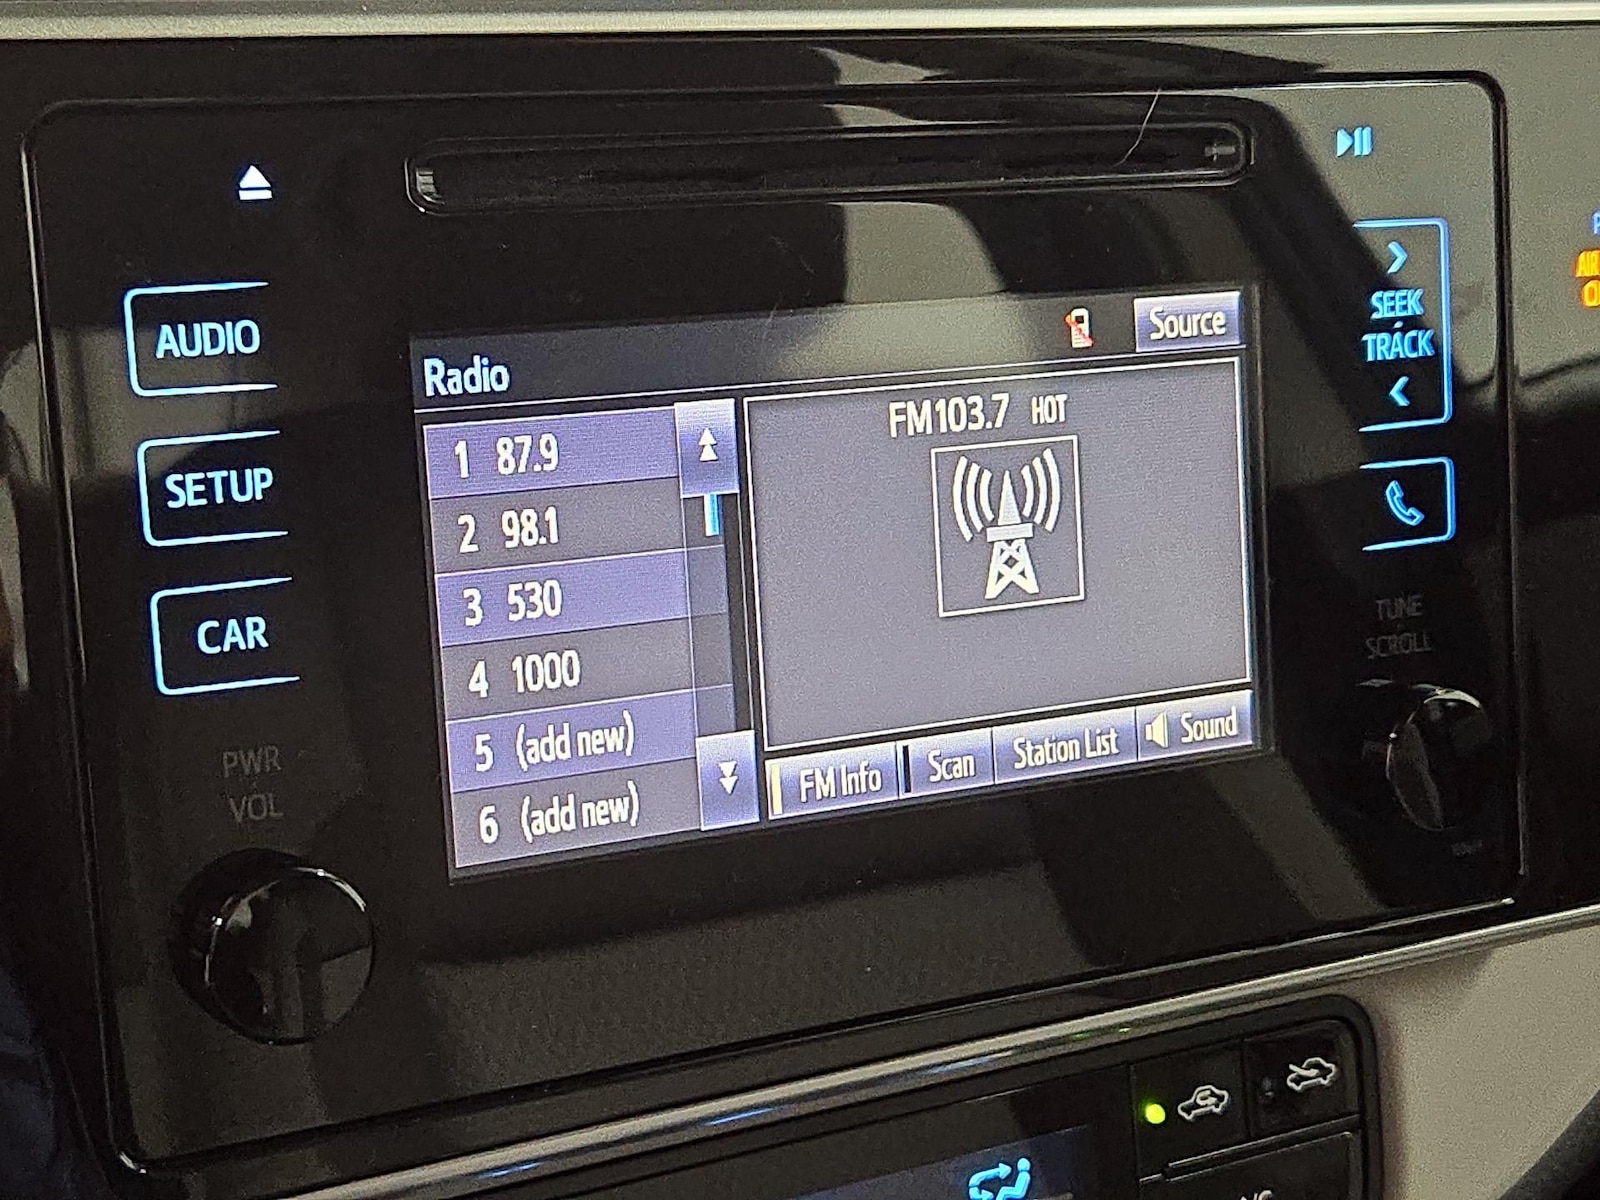 AUDIO
SETUP
CAR
PWR
VOL
Radio
Source
1 87.9
2 98.1
3 530
4 1000
5 (add new)
6 (add new)
FM103.7 HOT
FM Info
Scan
Station List
Sound
SEEK
TRACK
TUNE
SCROLL
AIR